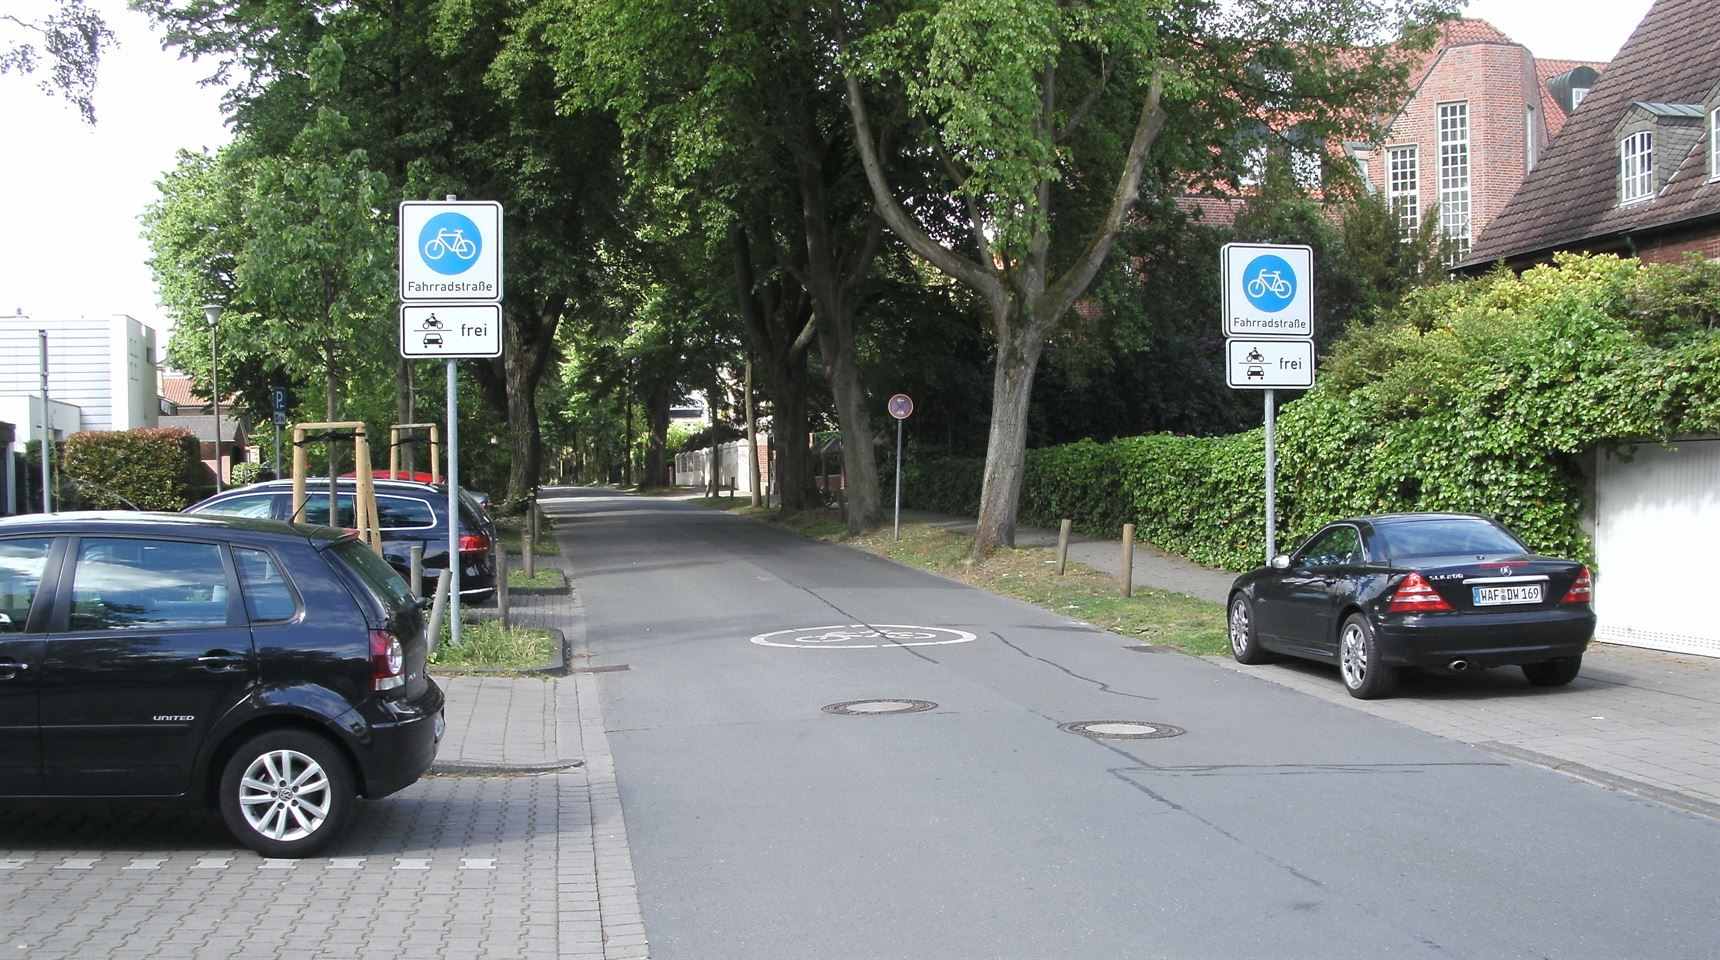 Fahrradstraße
frei
Fahrradstraße
frei
P
SLK 200
WAF DW 169
UNITED